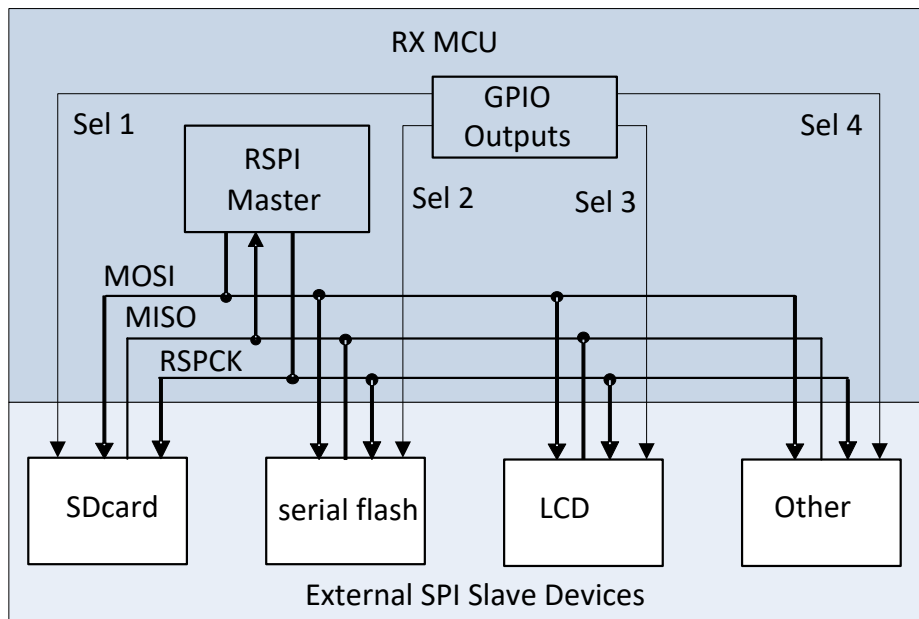 RX MCU
GPIO
Outputs
Sel 1
Sel 4
RSPI
Master
Sel 2
Sel 3
MOSI
MISO
RSPCK
SDcard
serial flash
LCD
Other
External SPI Slave Devices